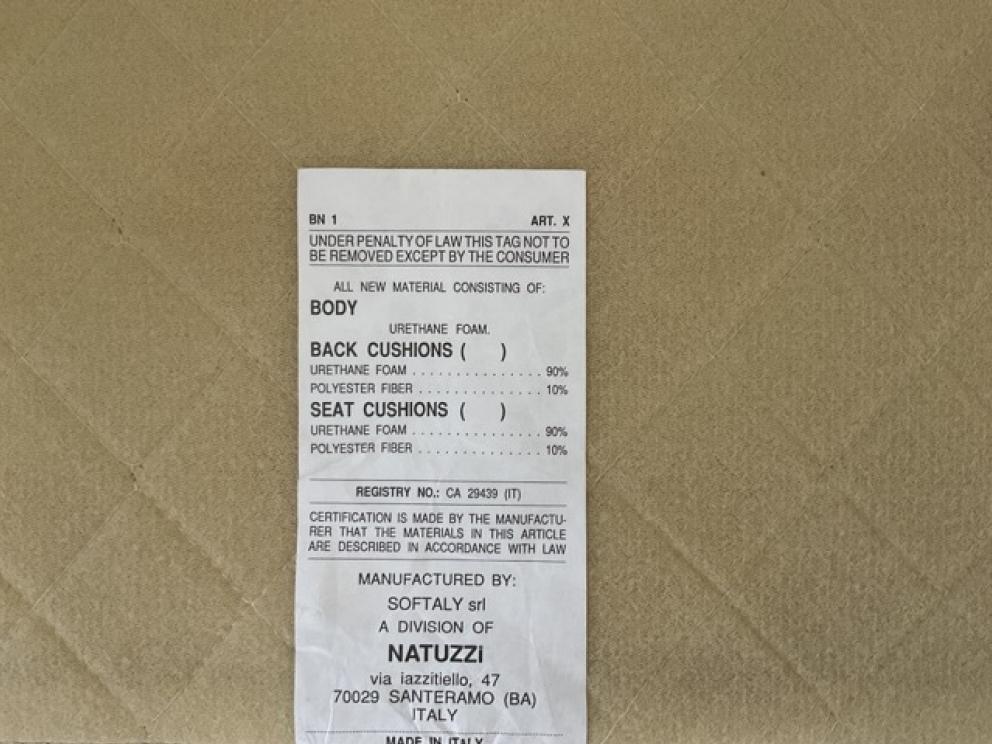 BN 1 ART. X
UNDER PENALTY OF LAW THIS TAG NOT TO
BE REMOVED EXCEPT BY THE CONSUMER
ALL NEW MATERIAL CONSISTING OF:
BODY
URETHANE FOAM.
BACK CUSHIONS ( )
URETHANE FOAM . . . . . . . . . . . . . . . 90%
POLYESTER FIBER . . . . . . . . . . . . . . 10%
SEAT CUSHIONS ( )
URETHANE FOAM . . . . . . . . . . . . . . . 90%
POLYESTER FIBER . . . . . . . . . . . . . . 10%
REGISTRY NO.: CA 29439 (IT)
CERTIFICATION IS MADE BY THE MANUFACTU-
RER THAT THE MATERIALS IN THIS ARTICLE
ARE DESCRIBED IN ACCORDANCE WITH LAW
MANUFACTURED BY:
SOFTALY srl
A DIVISION OF
NATUZZI
via iazzitiello, 47
70029 SANTERAMO (BA)
ITALY
MADE IN ITALY